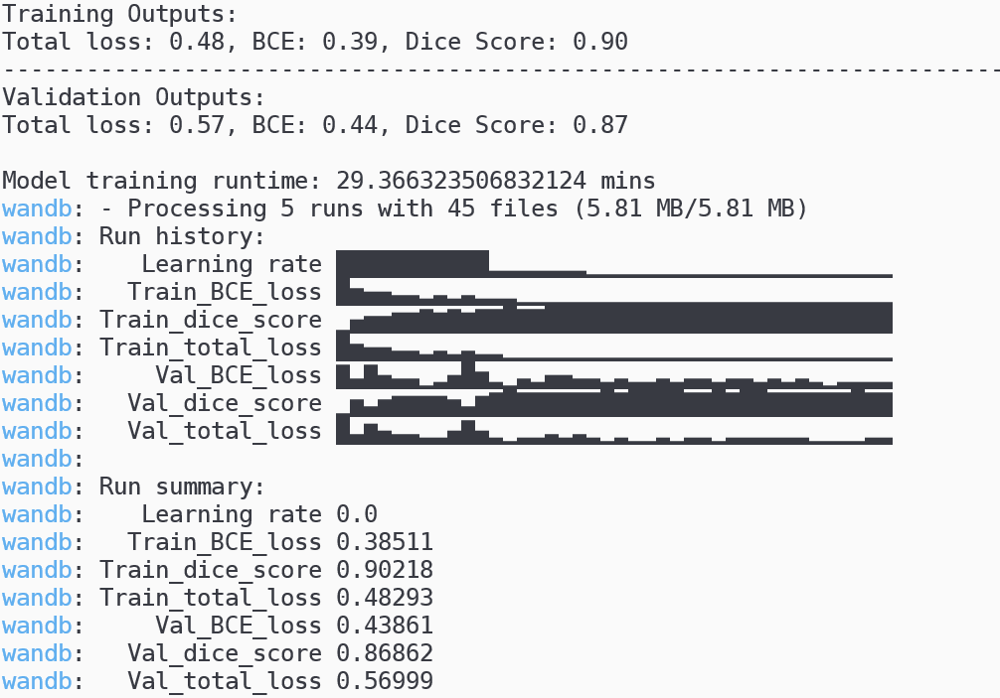 Training Outputs:
Total loss: 0.48, BCE: 0.39, Dice Score: 0.90
------------------------------------------------------------------------
Validation Outputs:
Total loss: 0.57, BCE: 0.44, Dice Score: 0.87
Model training runtime: 29.366323506832124 mins
wandb: - Processing 5 runs with 45 files (5.81 MB/5.81 MB)
wandb: Run history:
wandb:    Learning rate
wandb:   Train_BCE_loss
wandb: Train_dice_score
wandb: Train_total_loss
wandb:     Val_BCE_loss
wandb:   Val_dice_score
wandb:   Val_total_loss
wandb:
wandb: Run summary:
wandb:    Learning rate 0.0
wandb:   Train_BCE_loss 0.38511
wandb: Train_dice_score 0.90218
wandb: Train_total_loss 0.48293
wandb:     Val_BCE_loss 0.43861
wandb:   Val_dice_score 0.86862
wandb:   Val_total_loss 0.56999